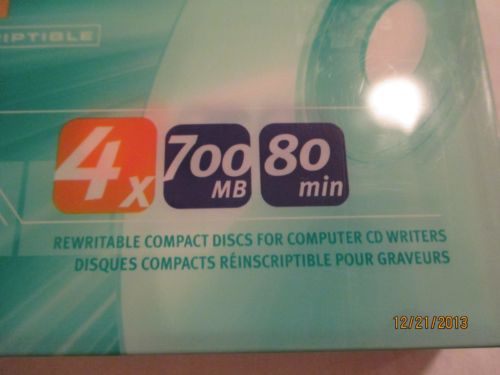 RIPTIBLE
4x
700 MB
80 min
REWRITABLE COMPACT DISCS FOR COMPUTER CD WRITERS
DISQUES COMPACTS RÉINSCRIPTIBLE POUR GRAVEURS
12/21/2013